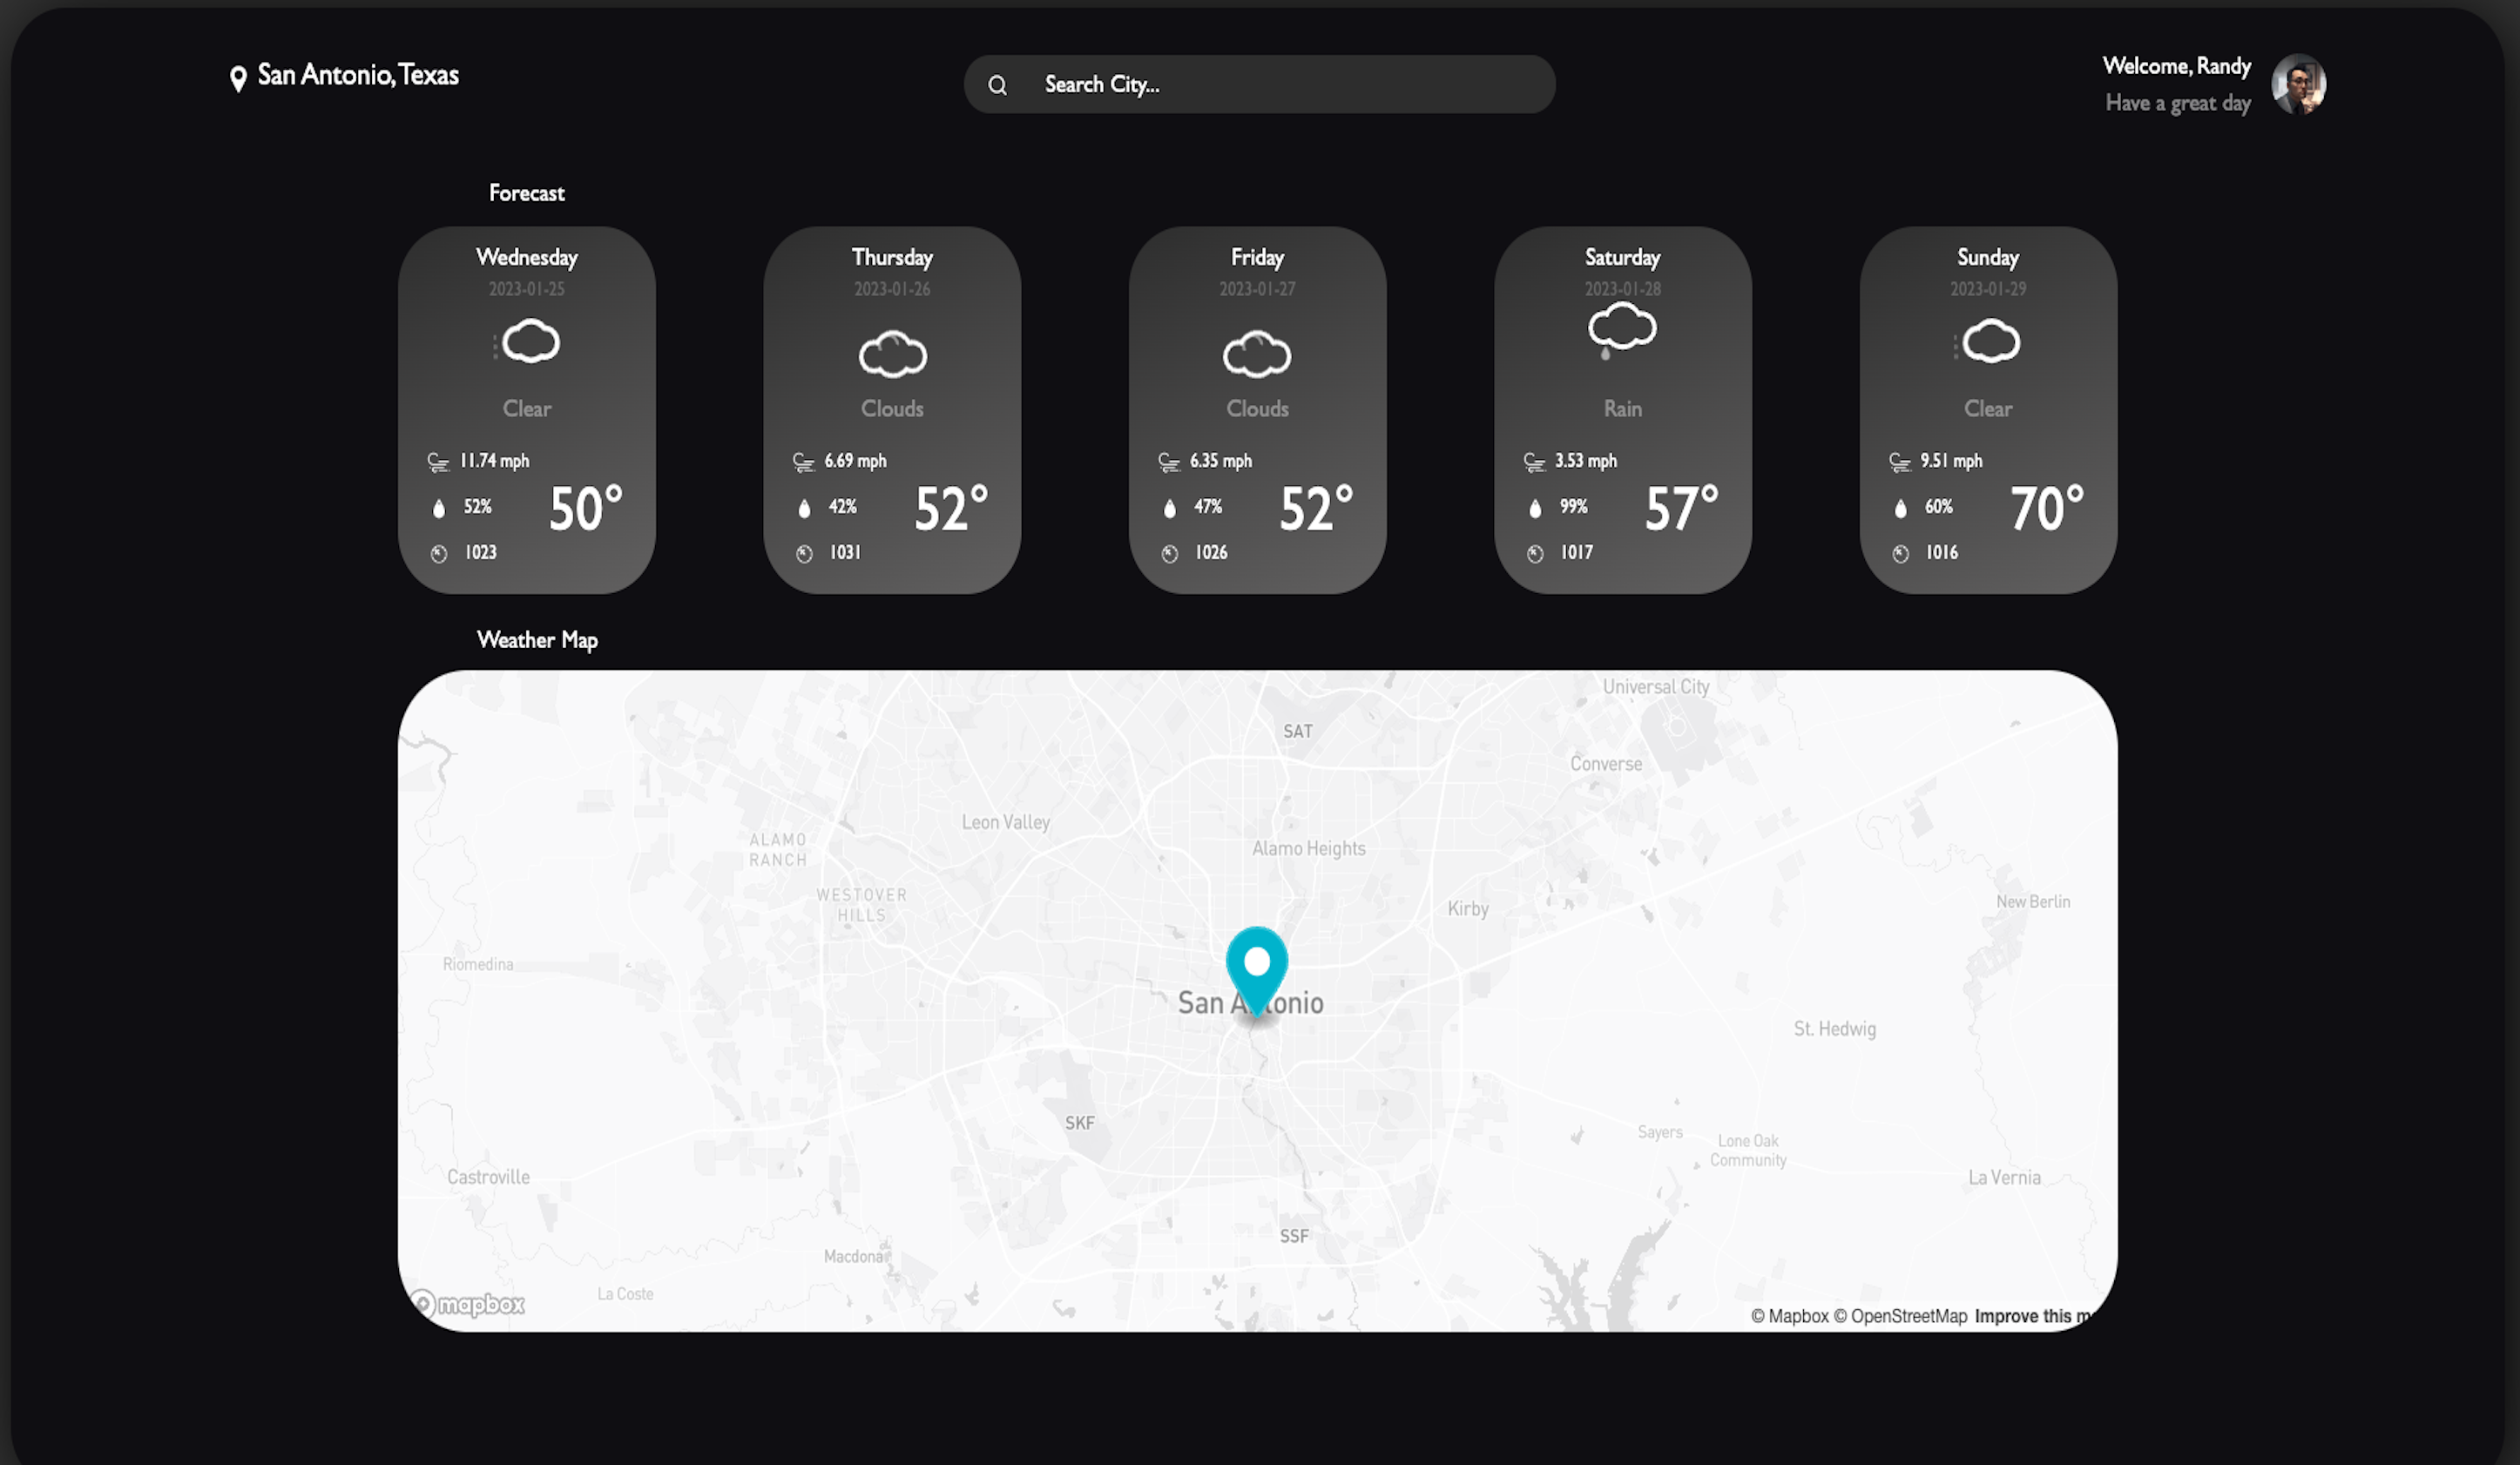 San Antonio, Texas
Search City...
Welcome, Randy
Have a great day
Forecast
Wednesday
2023-01-25
Clear
11.74 mph
52%
50°
1023
Thursday
2023-01-26
Clouds
6.69 mph
42%
52°
1031
Friday
2023-01-27
Clouds
6.35 mph
47%
52°
1026
Saturday
2023-01-28
Rain
3.53 mph
99%
57°
1017
Sunday
2023-01-29
Clear
9.51 mph
60%
70°
1016
Weather Map
Universal City
SAT
Converse
Leon Valley
ALAMO
RANCH
Alamo Heights
WESTOVER
HILLS
Kirby
New Berlin
Riomedina
San Antonio
St. Hedwig
SKF
Sayers
Lone Oak
Community
Castroville
La Vernia
SSF
Macdona
La Coste
mapbox
© Mapbox © OpenStreetMap Improve this m